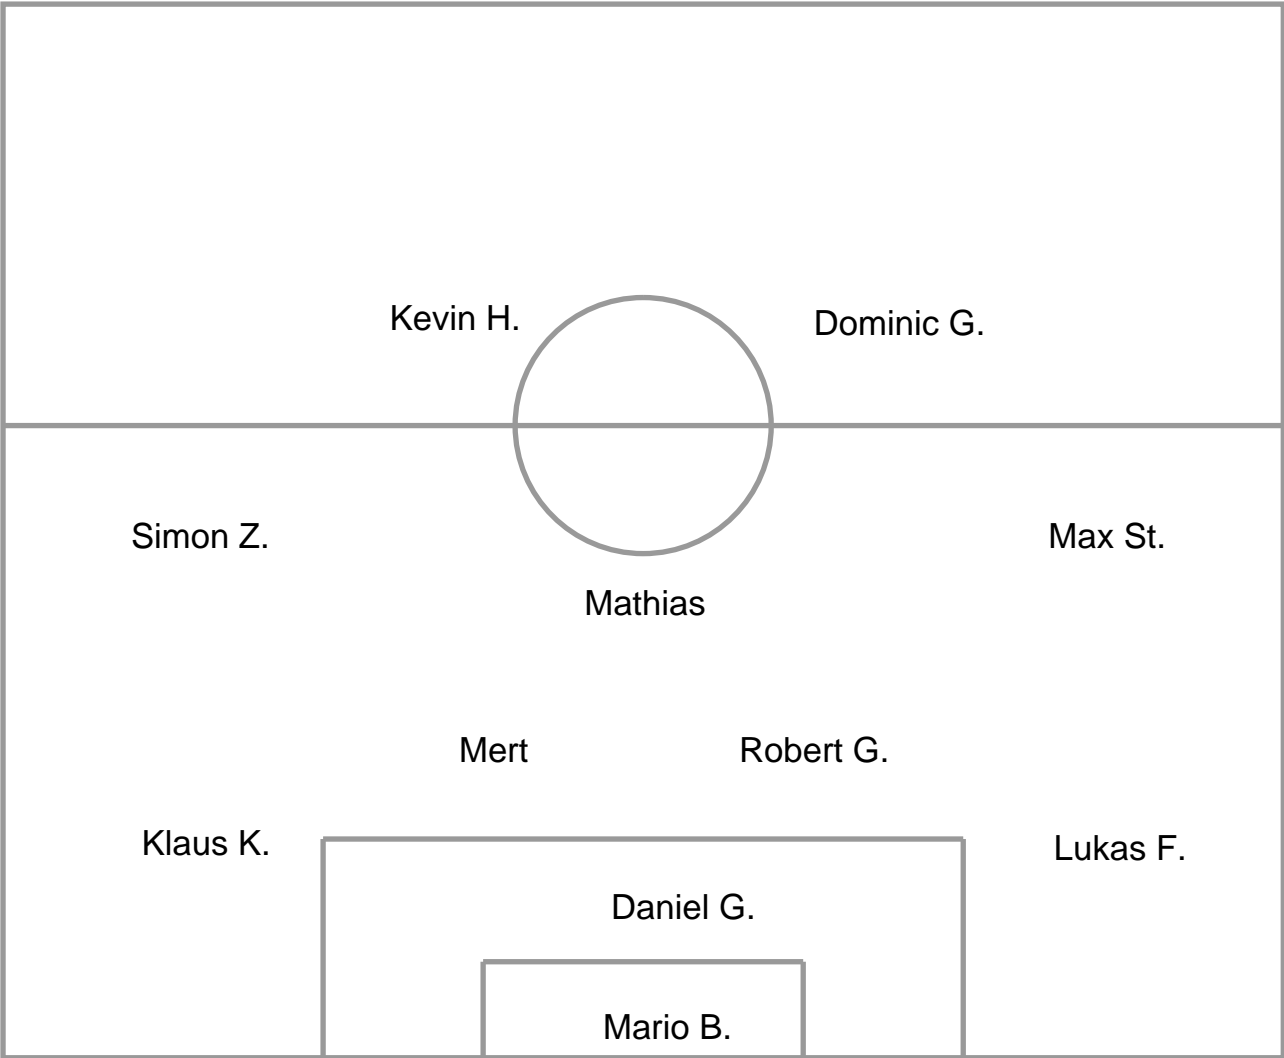 Kevin H.
Dominic G.
Simon Z.
Max St.
Mathias
Mert
Robert G.
Klaus K.
Lukas F.
Daniel G.
Mario B.